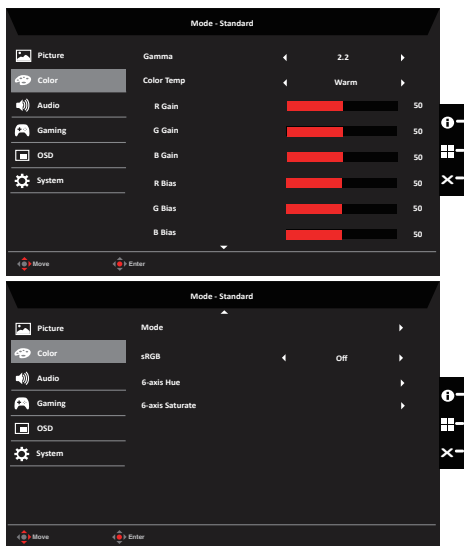 Mode - Standard
Picture
Gamma 2.2
Color
Color Temp Warm
Audio
R Gain 50
Gaming
G Gain 50
OSD
B Gain 50
System
R Bias 50
G Bias 50
B Bias 50
Move Enter
Mode - Standard
Picture
Mode
Color
sRGB Off
Audio
6-axis Hue
Gaming
6-axis Saturate
OSD
System
Move Enter